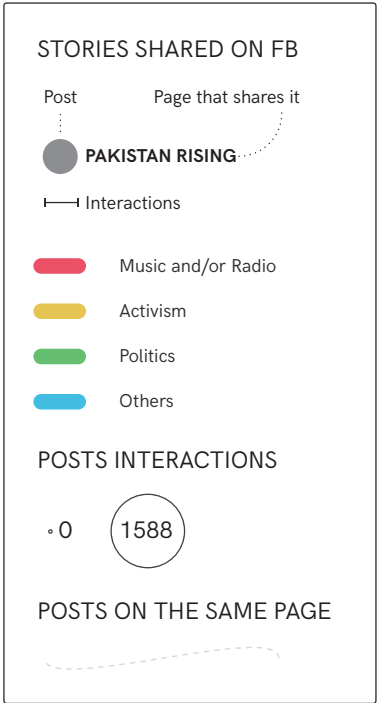 STORIES SHARED ON FB
Post Page that shares it
PAKISTAN RISING
Interactions
Music and/or Radio
Activism
Politics
Others
POSTS INTERACTIONS
0 1588
POSTS ON THE SAME PAGE